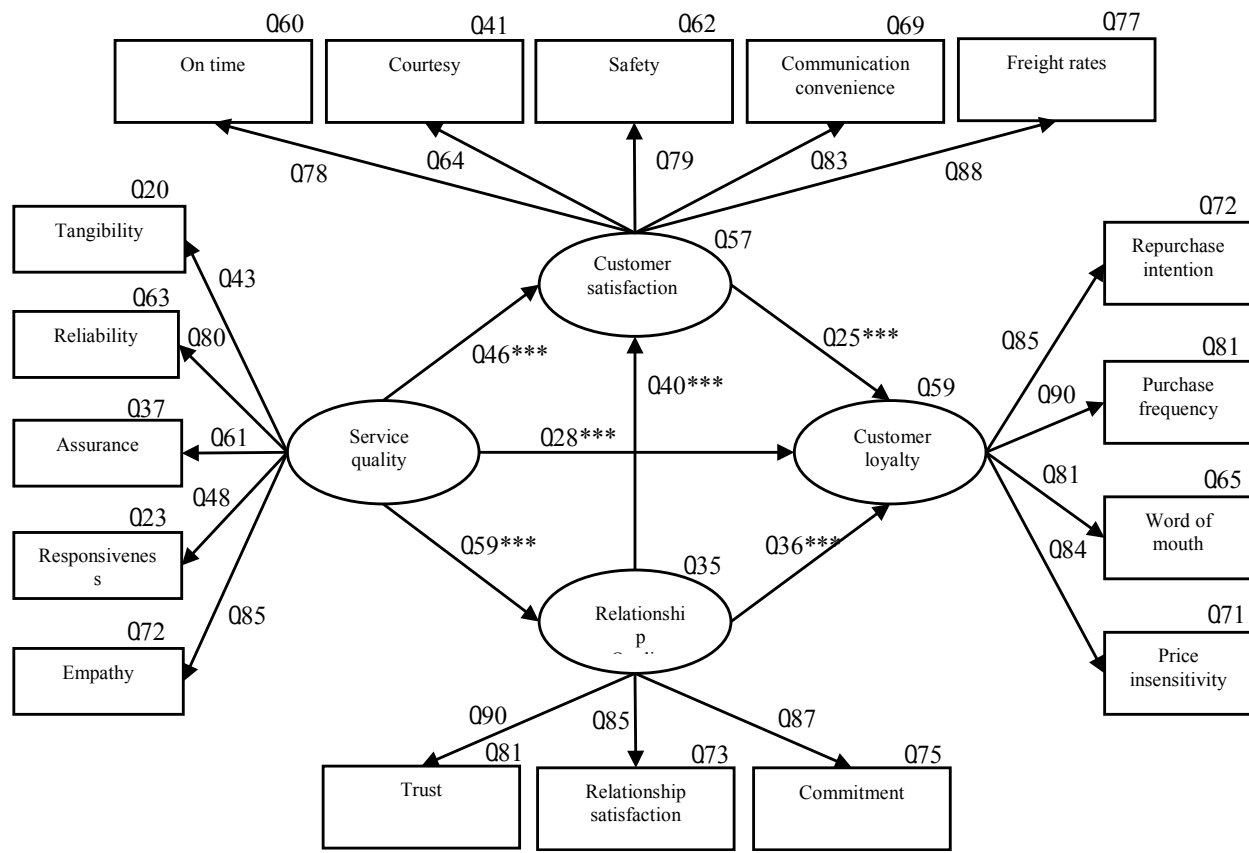 0.60
0.41
0.62
0.69
0.77
On time
Courtesy
Safety
Communication
convenience
Freight rates
0.78
0.64
0.79
0.83
0.88
0.20
Tangibility
0.43
0.63
Reliability
0.80
0.37
Assurance
0.61
0.23
Responsivenes
s
0.48
0.72
Empathy
0.85
0.57
Customer
satisfaction
0.46***
0.40***
0.25***
Service
quality
0.28***
0.59
Customer
loyalty
0.59***
0.36***
0.35
Relationshi
p
0.72
Repurchase
intention
0.85
0.81
Purchase
frequency
0.90
0.65
Word of
mouth
0.81
0.71
Price
insensitivity
0.84
0.90
0.85
0.87
0.81
0.73
0.75
Trust
Relationship
satisfaction
Commitment